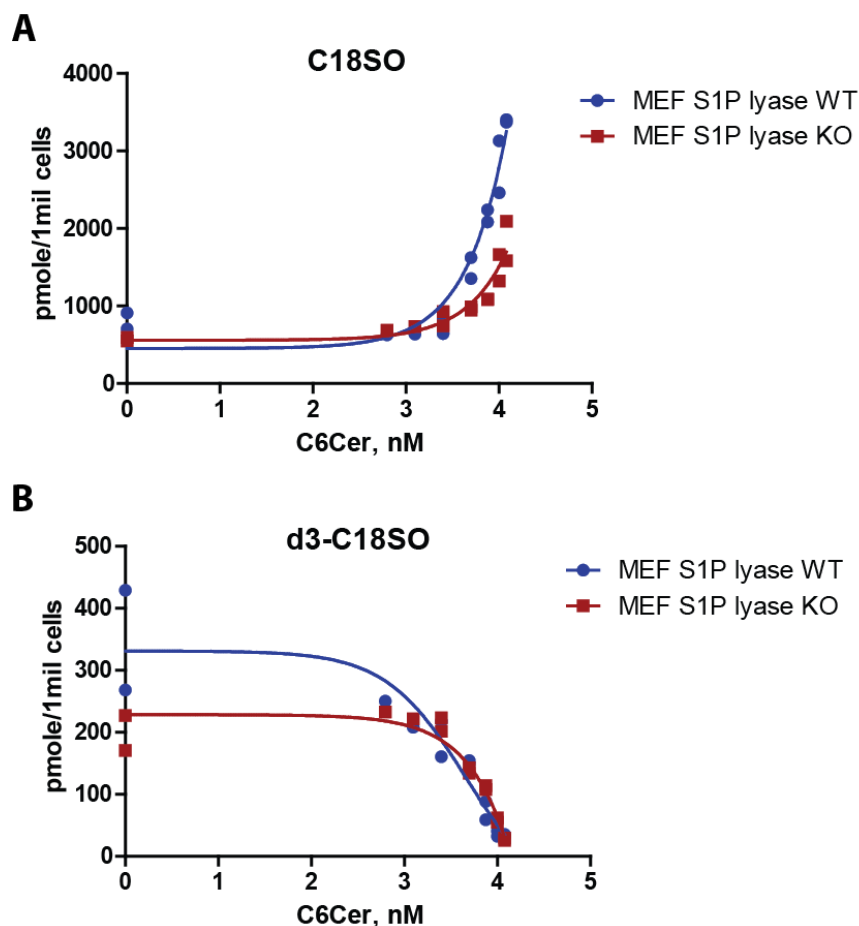 A
C18SO
4000
3000
2000
1000
0
pmole/1mil cells
0 1 2 3 4 5
C6Cer, nM
MEF S1P lyase WT
MEF S1P lyase KO
B
d3-C18SO
500
400
300
200
100
0
pmole/1mil cells
0 1 2 3 4 5
C6Cer, nM
MEF S1P lyase WT
MEF S1P lyase KO